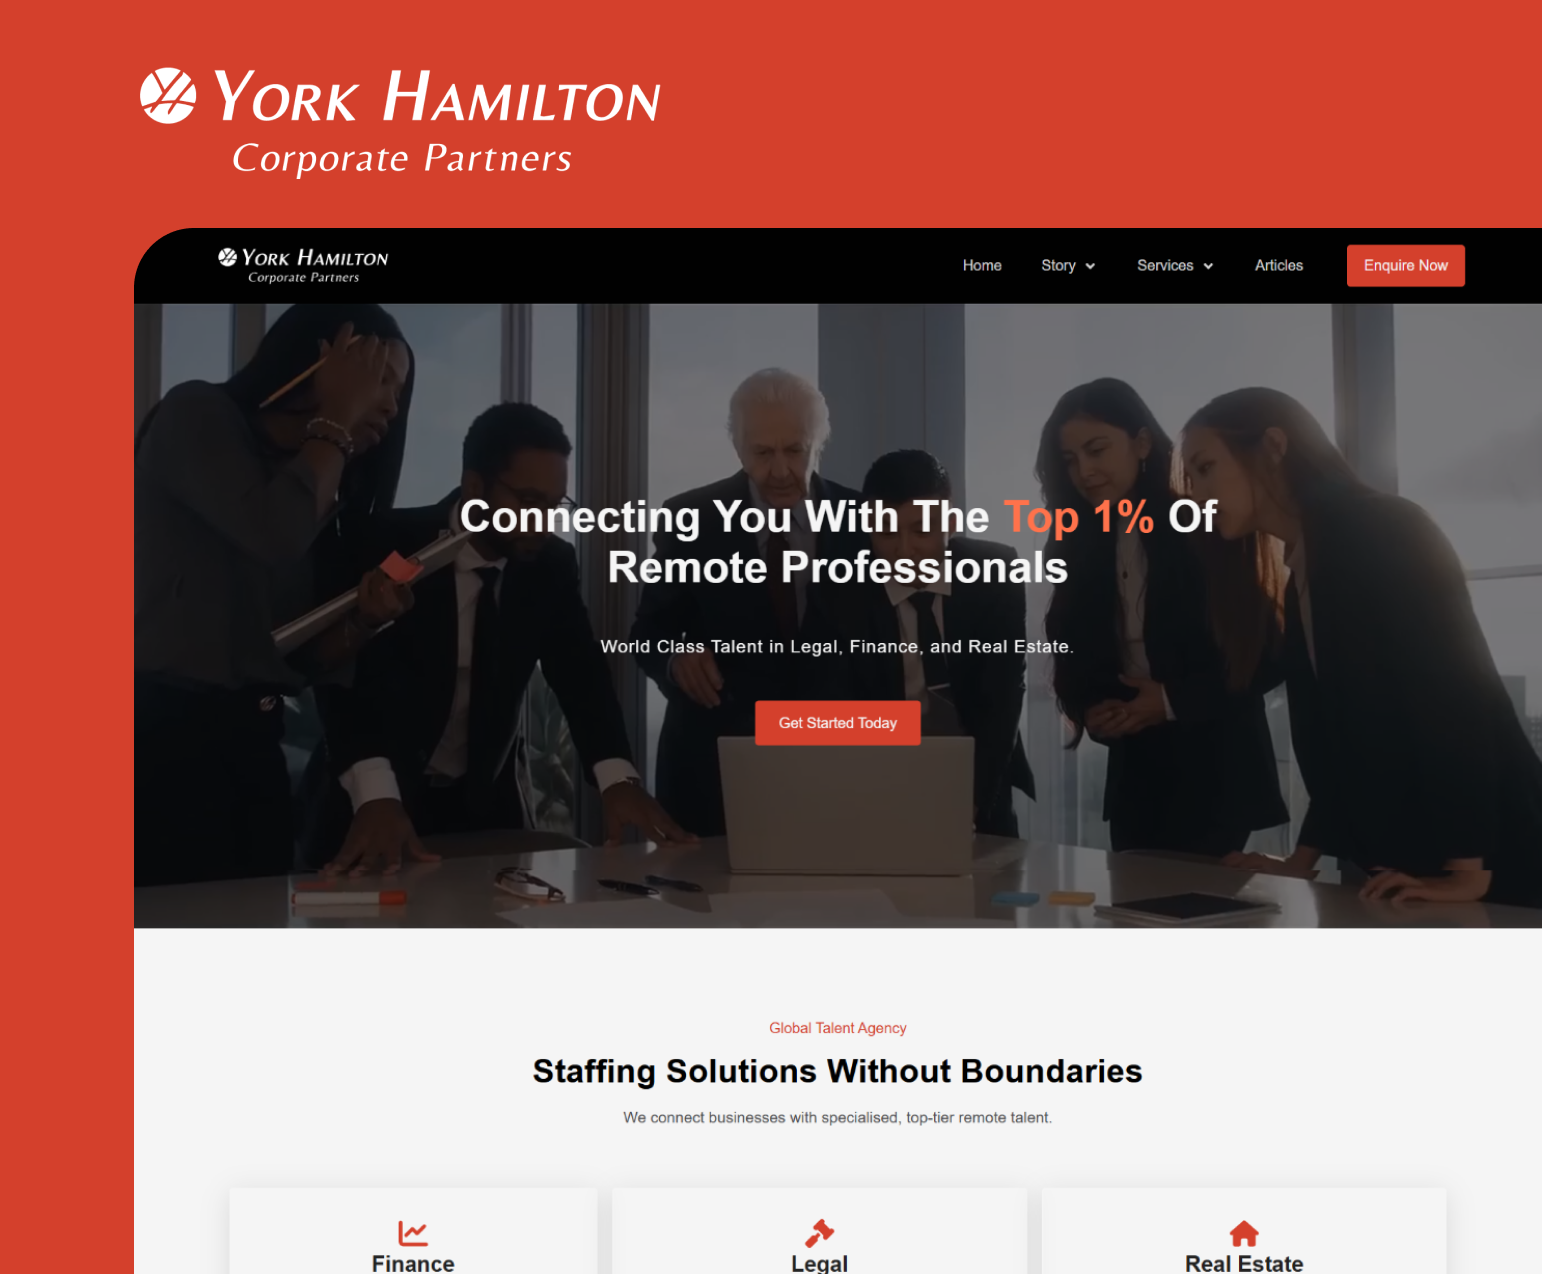 York Hamilton
Corporate Partners
York Hamilton
Corporate Partners
Home Story Services Articles Enquire Now
Connecting You With The Top 1% Of
Remote Professionals
World Class Talent in Legal, Finance, and Real Estate.
Get Started Today
Global Talent Agency
Staffing Solutions Without Boundaries
We connect businesses with specialised, top-tier remote talent.
Finance Legal Real Estate